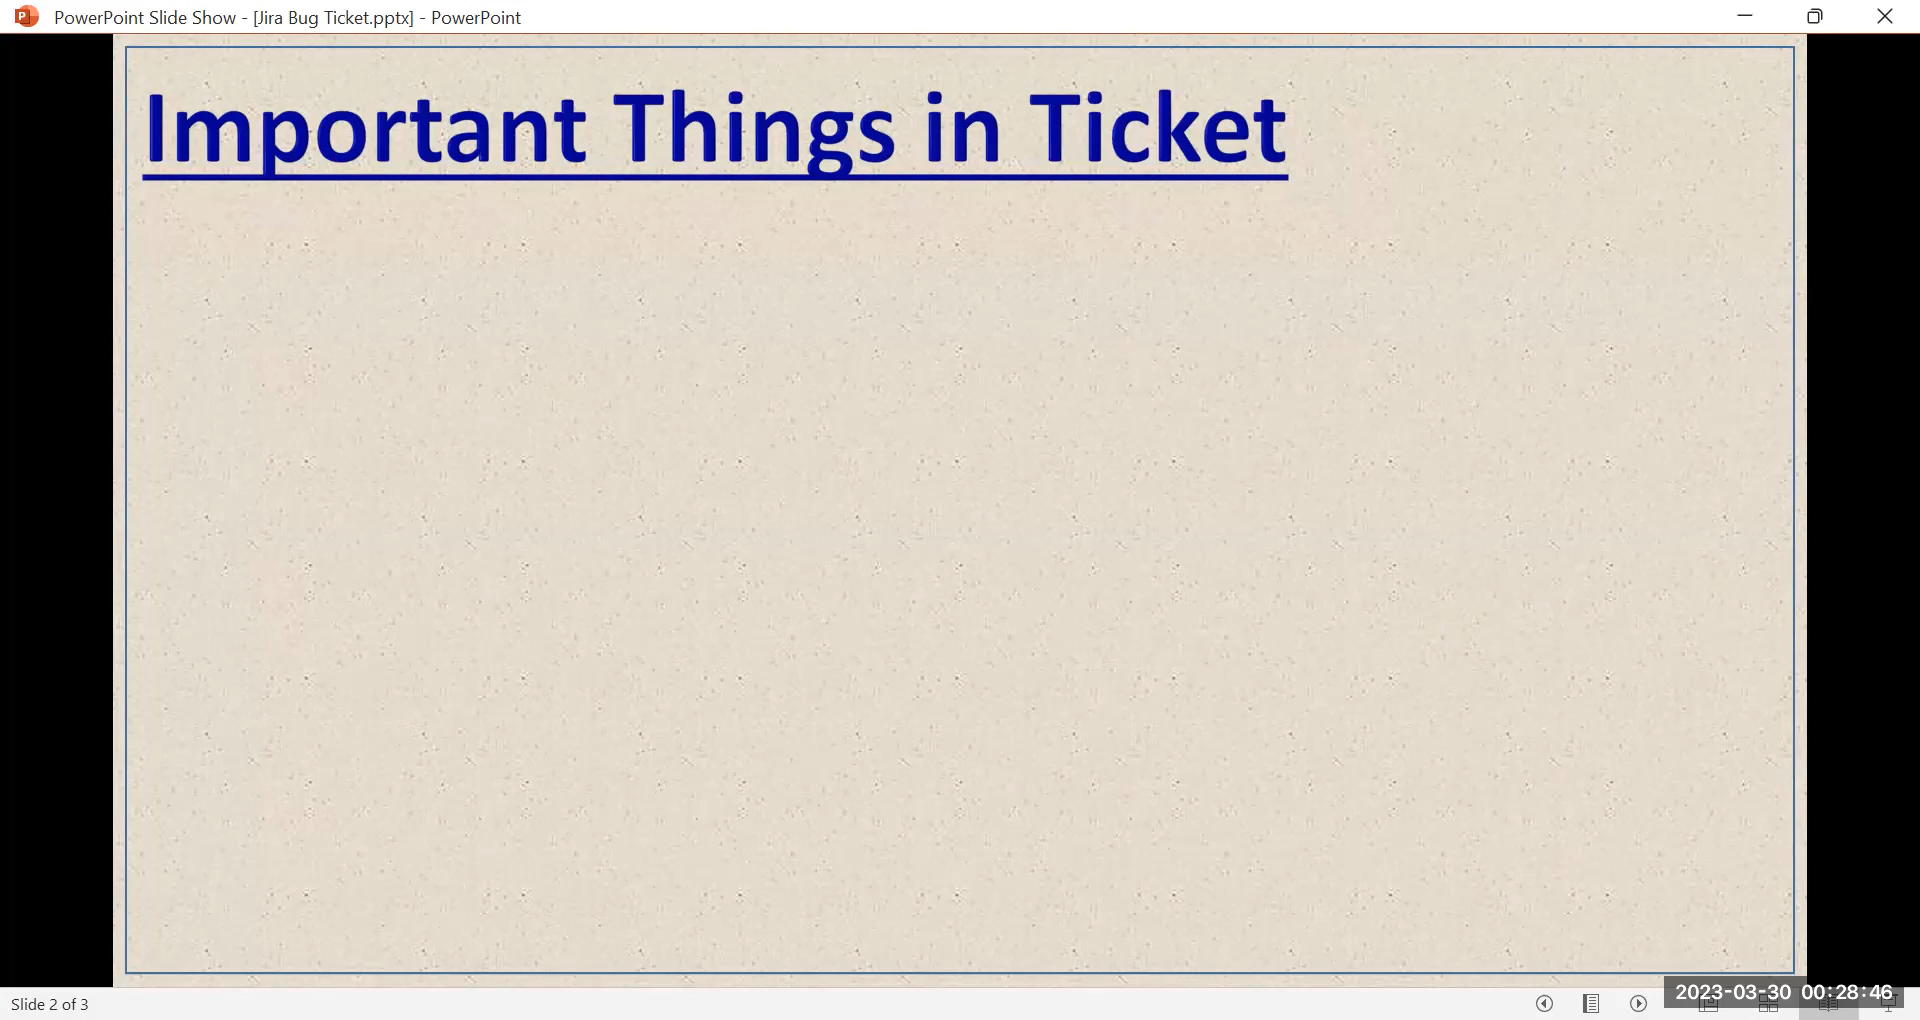 PowerPoint Slide Show - [Jira Bug Ticket.pptx] - PowerPoint
Important Things in Ticket
Slide 2 of 3
2023-03-30 00:28:46